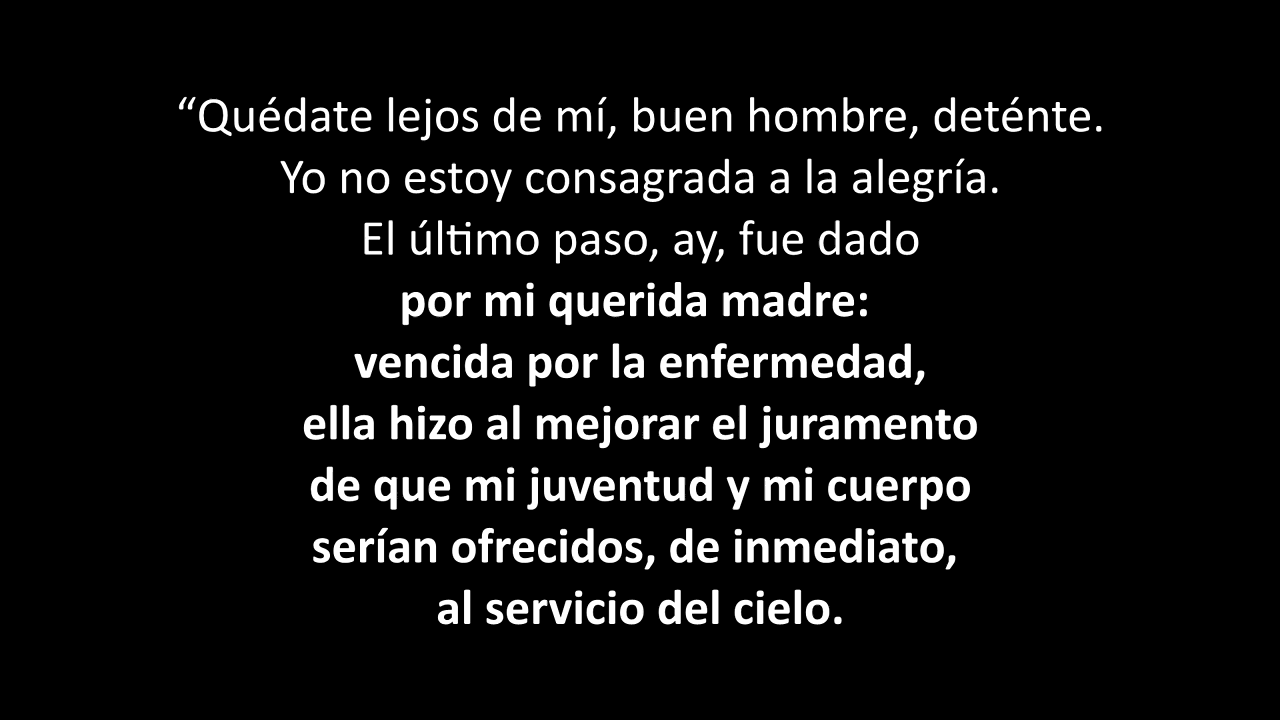 “Quédate lejos de mí, buen hombre, deténte.
Yo no estoy consagrada a la alegría.
El último paso, ay, fue dado
por mi querida madre:
vencida por la enfermedad,
ella hizo al mejorar el juramento
de que mi juventud y mi cuerpo
serían ofrecidos, de inmediato,
al servicio del cielo.